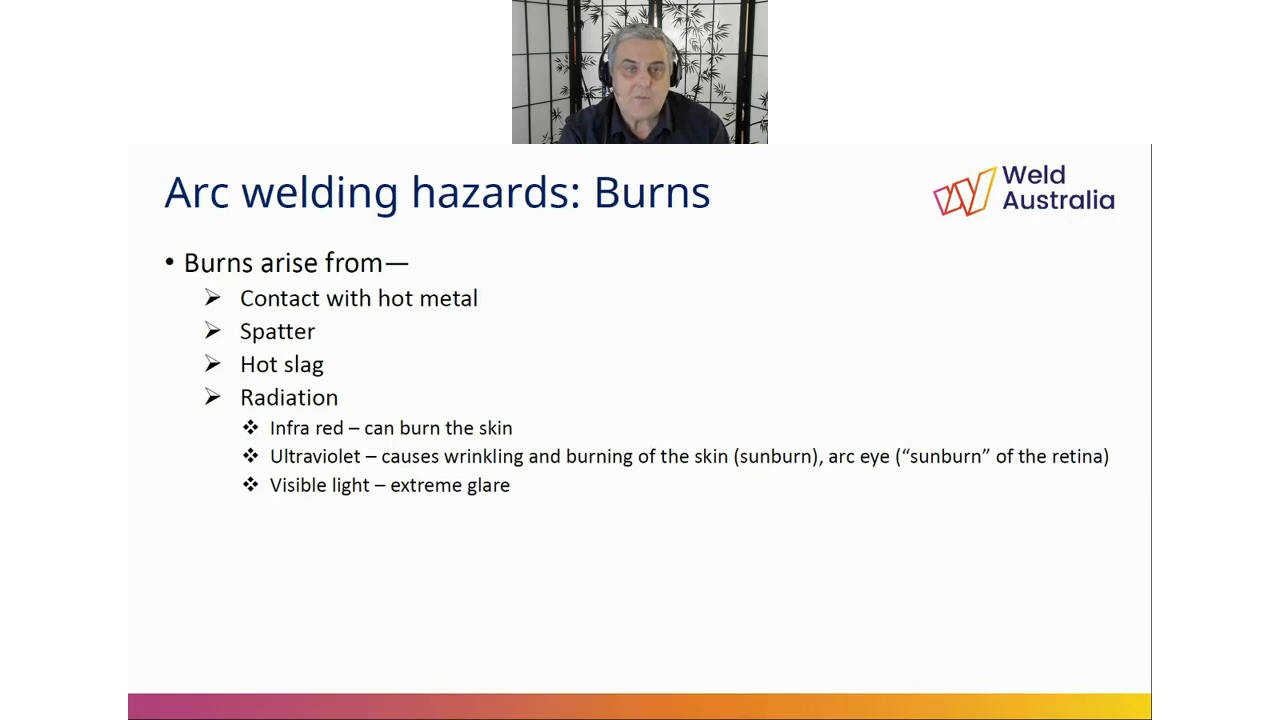 Arc welding hazards: Burns
Weld
Australia
• Burns arise from—
➢ Contact with hot metal
➢ Spatter
➢ Hot slag
➢ Radiation
❖ Infra red – can burn the skin
❖ Ultraviolet – causes wrinkling and burning of the skin (sunburn), arc eye (“sunburn” of the retina)
❖ Visible light – extreme glare